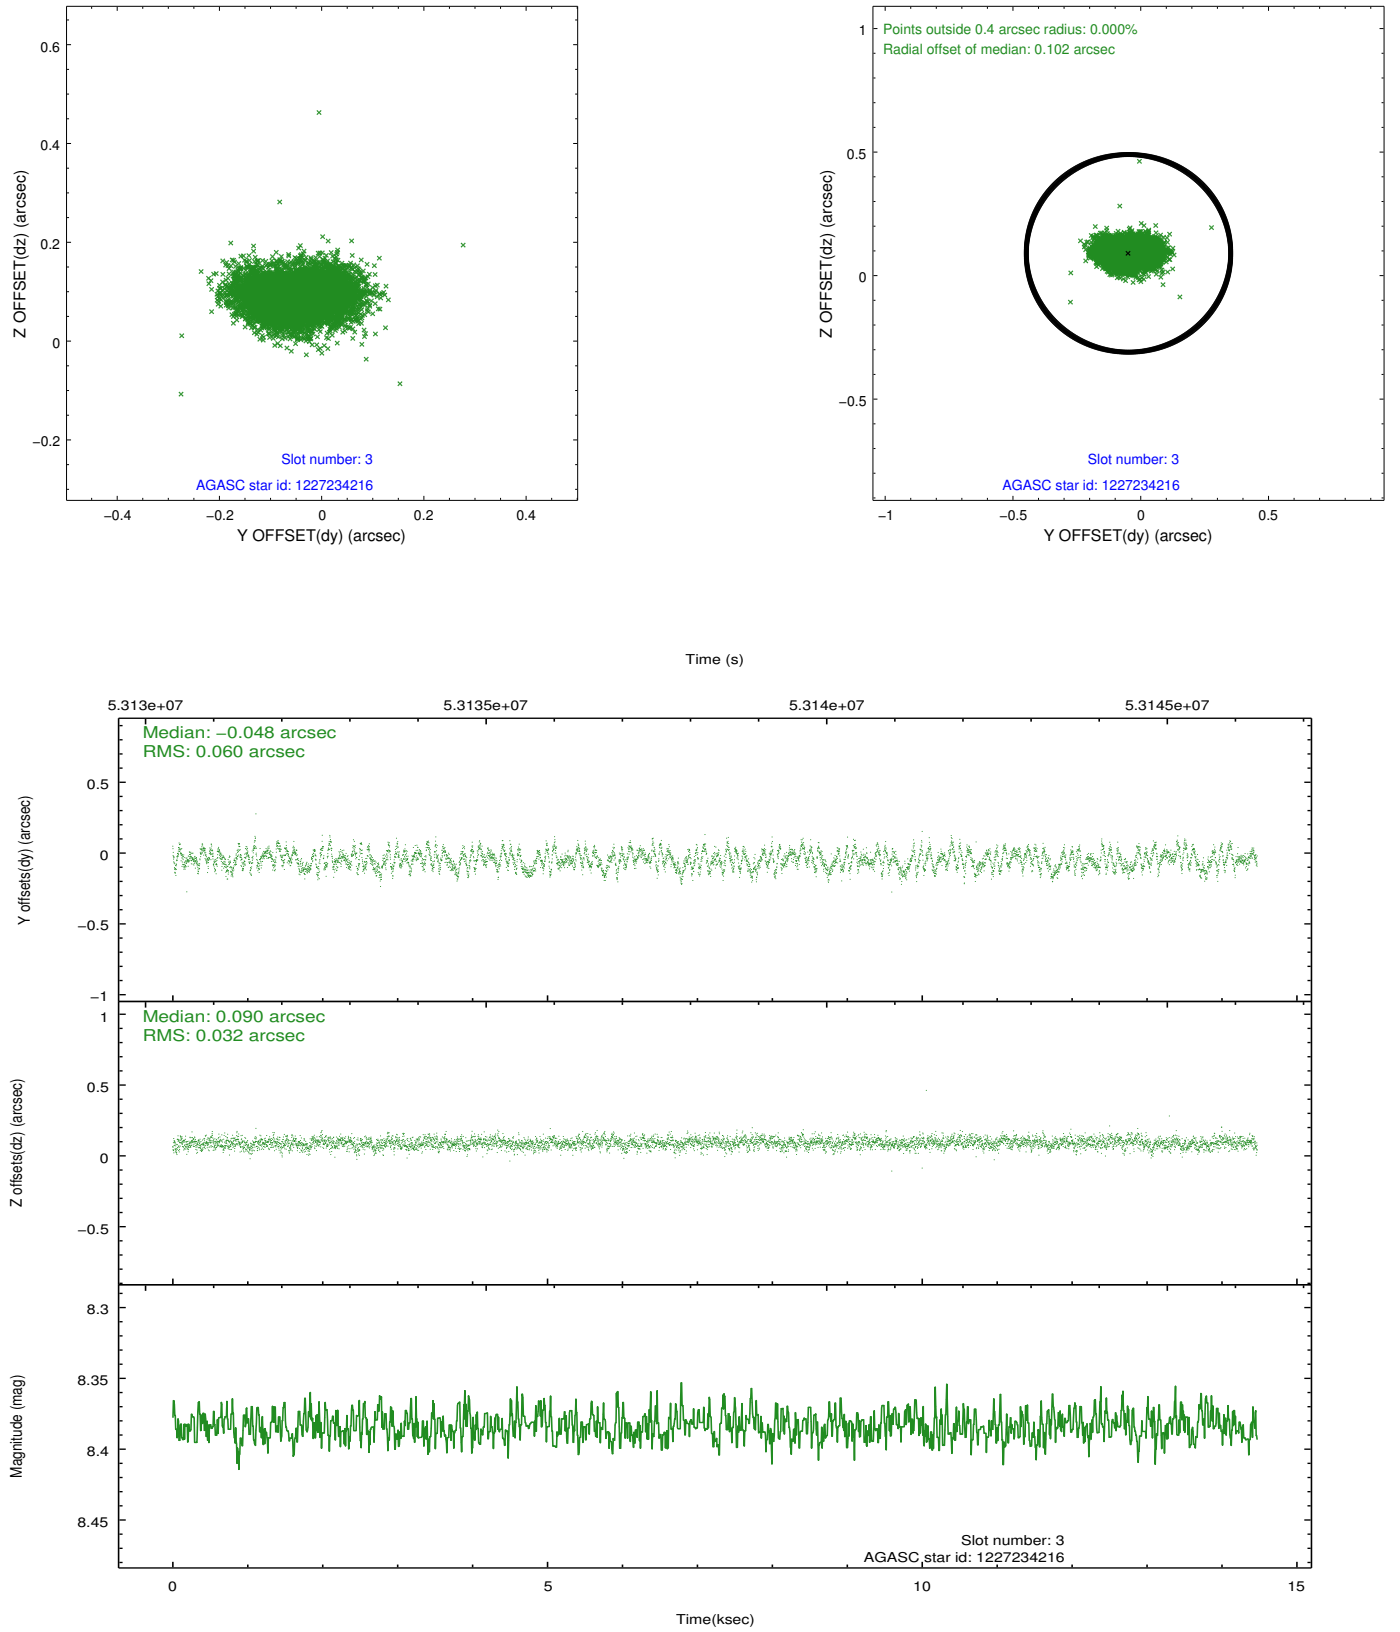 0.6
0.4
0.2
0
−0.2
Z OFFSET(dz) (arcsec)
Slot number: 3
AGASC star id: 1227234216
−0.4
−0.2
0
0.2
0.4
Y OFFSET(dy) (arcsec)
Points outside 0.4 arcsec radius: 0.000%
Radial offset of median: 0.102 arcsec
1
0.5
0
−0.5
Z OFFSET(dz) (arcsec)
Slot number: 3
AGASC star id: 1227234216
−1
−0.5
0
0.5
Y OFFSET(dy) (arcsec)
Time (s)
5.313e+07
5.3135e+07
5.314e+07
5.3145e+07
Median: −0.048 arcsec
RMS: 0.060 arcsec
0.5
0
−0.5
−1
Y offsets(dy) (arcsec)
Median: 0.090 arcsec
RMS: 0.032 arcsec
1
0.5
0
−0.5
Z offsets(dz) (arcsec)
8.3
8.35
8.4
8.45
Magnitude (mag)
Slot number: 3
AGASC star id: 1227234216
0
5
10
15
Time(ksec)